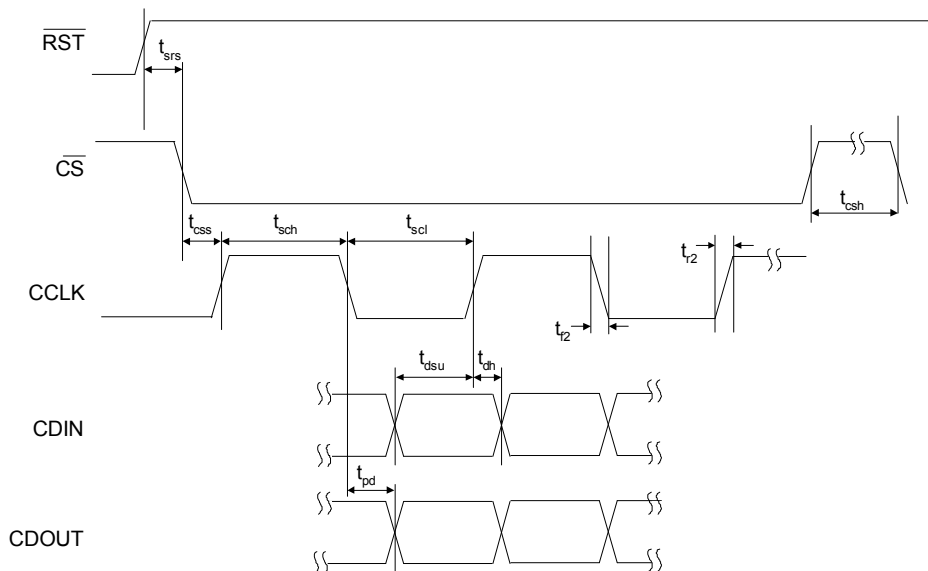 RST
t_srs
CS
t_csh
t_css
t_sch
t_scl
t_r2
CCLK
t_f2
t_dsu
t_dh
CDIN
t_pd
CDOUT